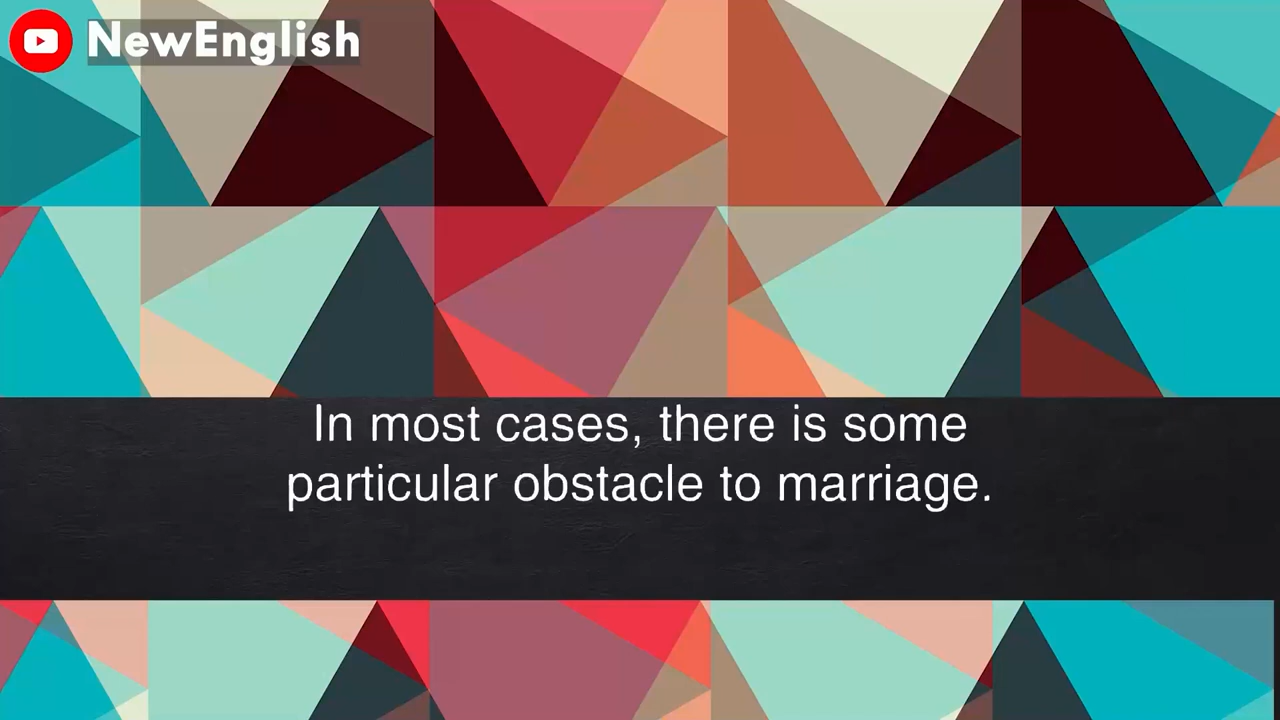 NewEnglish
In most cases, there is some
particular obstacle to marriage.